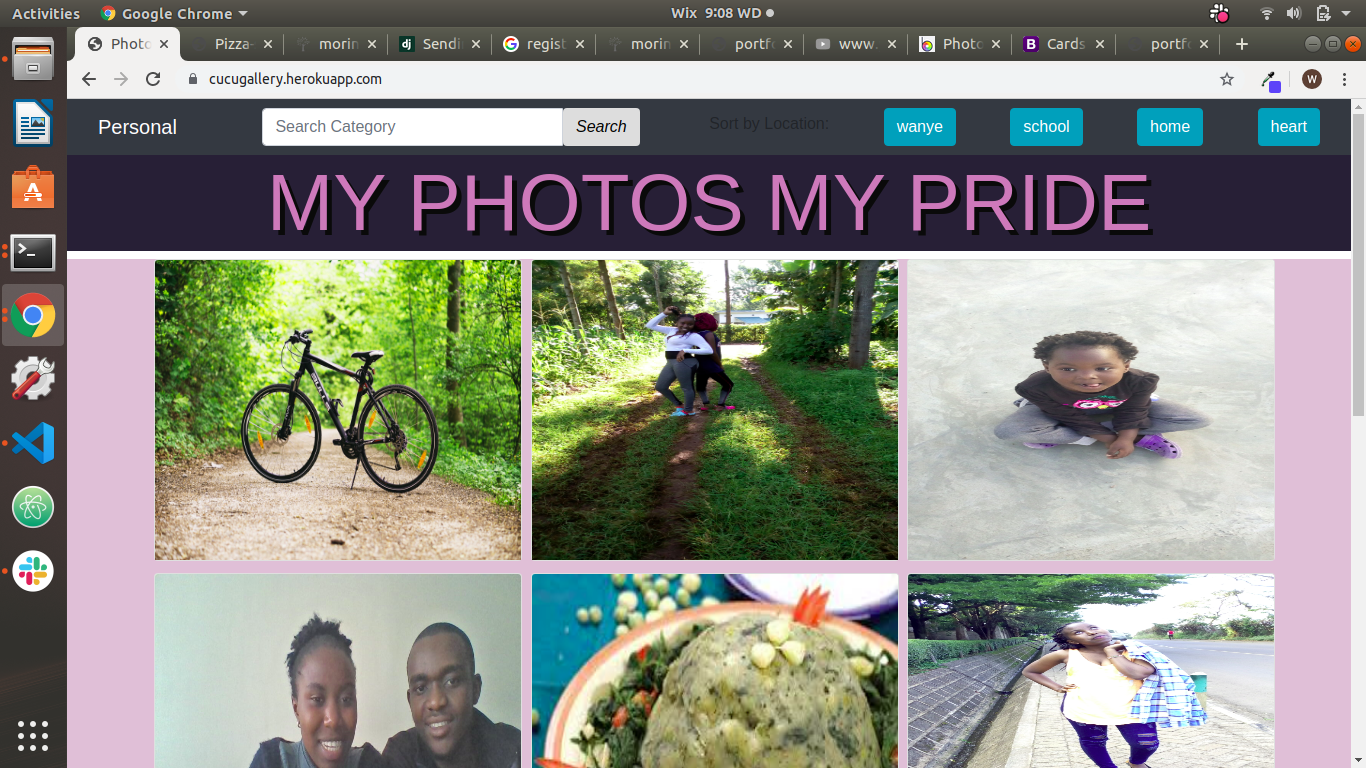 Activities
Google Chrome
Wix 9:08 WD
Photo
Pizza-
morin
Sendi
regist
morin
portfo
www.
Photo
Cards
portfo
cucugallery.herokuapp.com
W
Personal
Search Category
Search
Sort by Location:
wanye
school
home
heart
MY PHOTOS MY PRIDE